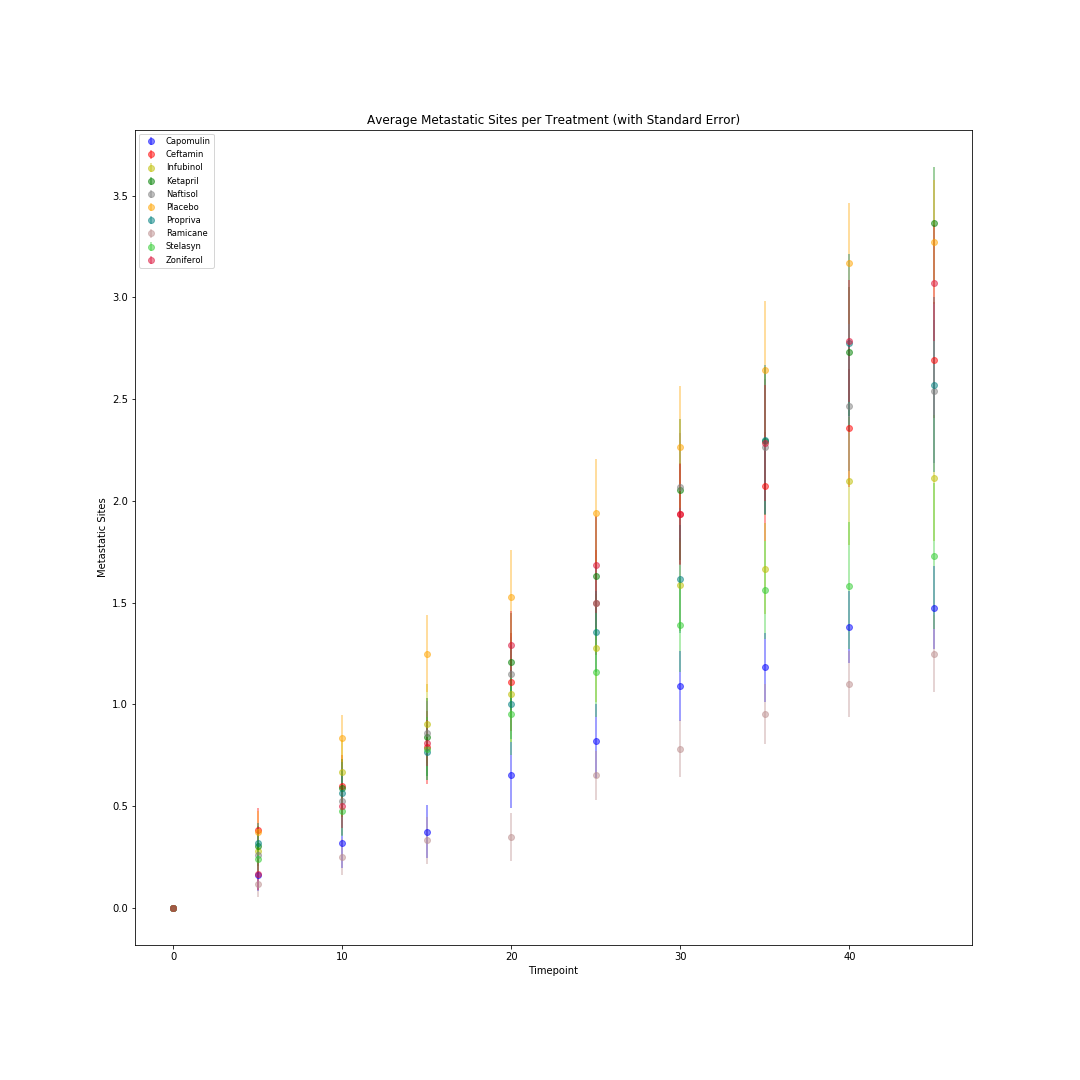 Average Metastatic Sites per Treatment (with Standard Error)
Capomulin
Ceftamin
Infubinol
Ketapril
Naftisol
Placebo
Propriva
Ramicane
Stelasyn
Zoniferol
3.5
3.0
2.5
2.0
1.5
1.0
0.5
0.0
Metastatic Sites
0 10 20 30 40
Timepoint